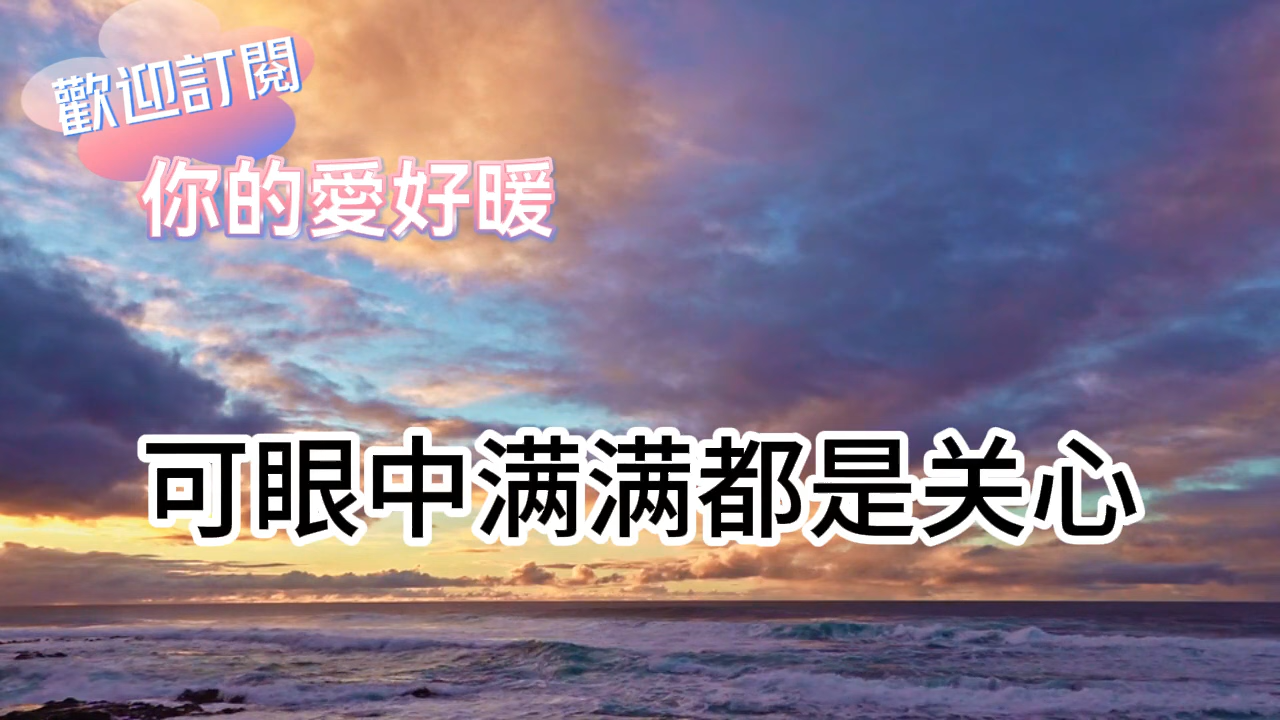 歡迎訂閱
你的愛好暖
可眼中满满都是关心